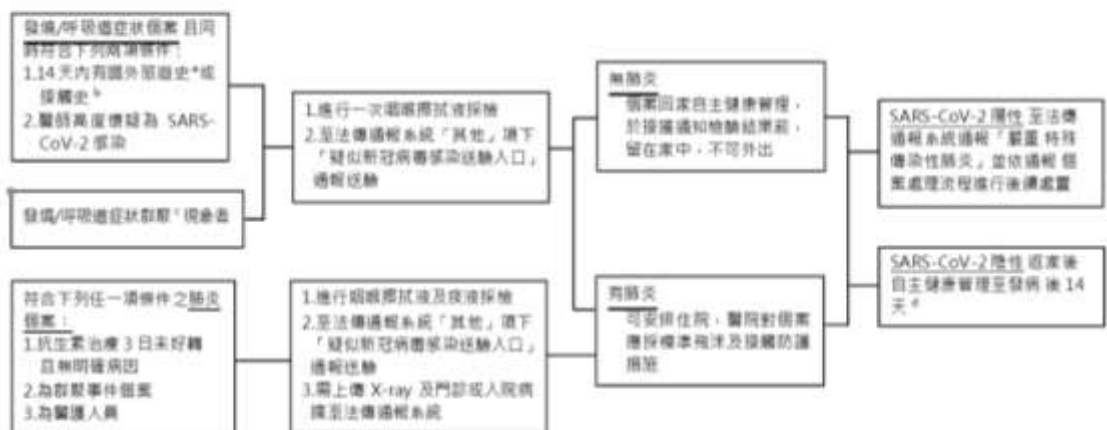 發燒/呼吸道症狀個案 且同
時符合下列兩項條件：
1.14天內有國外旅遊史ᵃ或
接觸史ᵇ
2.醫師高度懷疑為 SARS-
CoV-2 感染
發燒/呼吸道症狀群聚ᶜ現象者
符合下列任一項條件之肺炎
個案：
1.抗生素治療 3 日未好轉
且無明確病因
2.為群聚事件個案
3.為醫護人員
1.進行一次咽喉擦拭液採檢
2.至法傳通報系統「其他」項下
「疑似新冠病毒感染送驗入口」
通報送驗
1.進行咽喉擦拭液及痰液採檢
2.至法傳通報系統「其他」項下
「疑似新冠病毒感染送驗入口」
通報送驗
3.需上傳 X-ray 及門診或入院病
摘至法傳通報系統
無肺炎
個案回家自主健康管理，
於接獲通知檢驗結果前，
留在家中，不可外出
有肺炎
可安排住院，醫院對個案
應採標準飛沫及接觸防護
措施
SARS-CoV-2 陽性 至法傳
通報系統通報「嚴重 特殊
傳染性肺炎」並依通報 個
案處理流程進行後續處置
SARS-CoV-2 陰性 返家後
自主健康管理至發病 後 14
天ᵈ